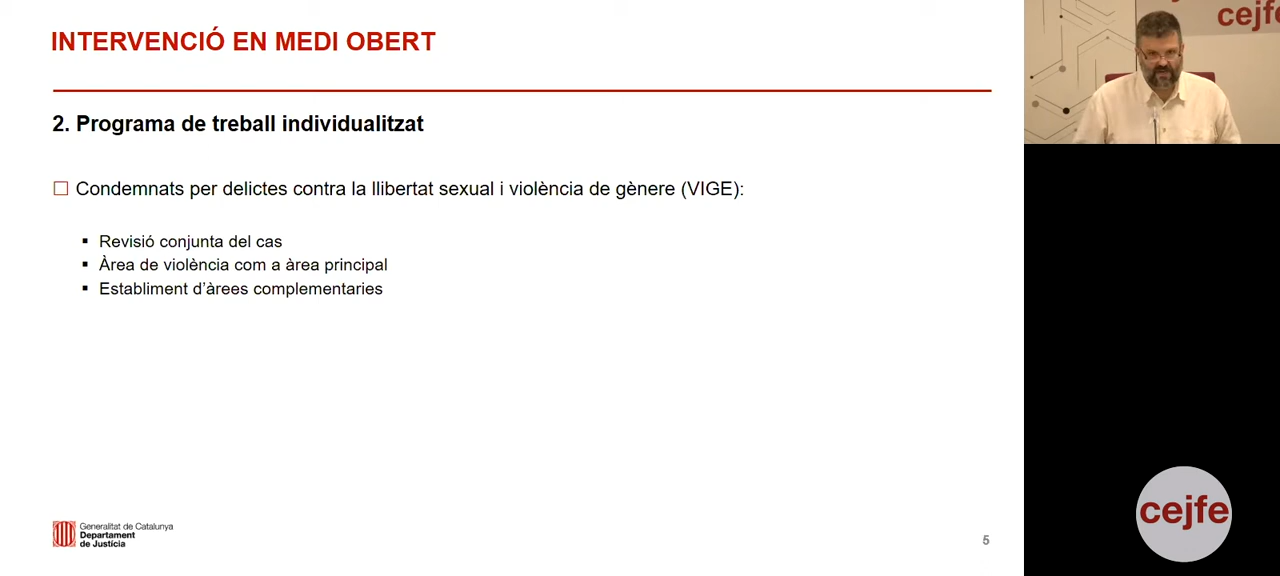 INTERVENCIÓ EN MEDI OBERT
2. Programa de treball individualitzat
Condemnats per delictes contra la llibertat sexual i violència de gènere (VIGE):
Revisió conjunta del cas
Àrea de violència com a àrea principal
Establiment d’àrees complementaries
Generalitat de Catalunya
Departament
de Justícia
5
cejfe
cejfe